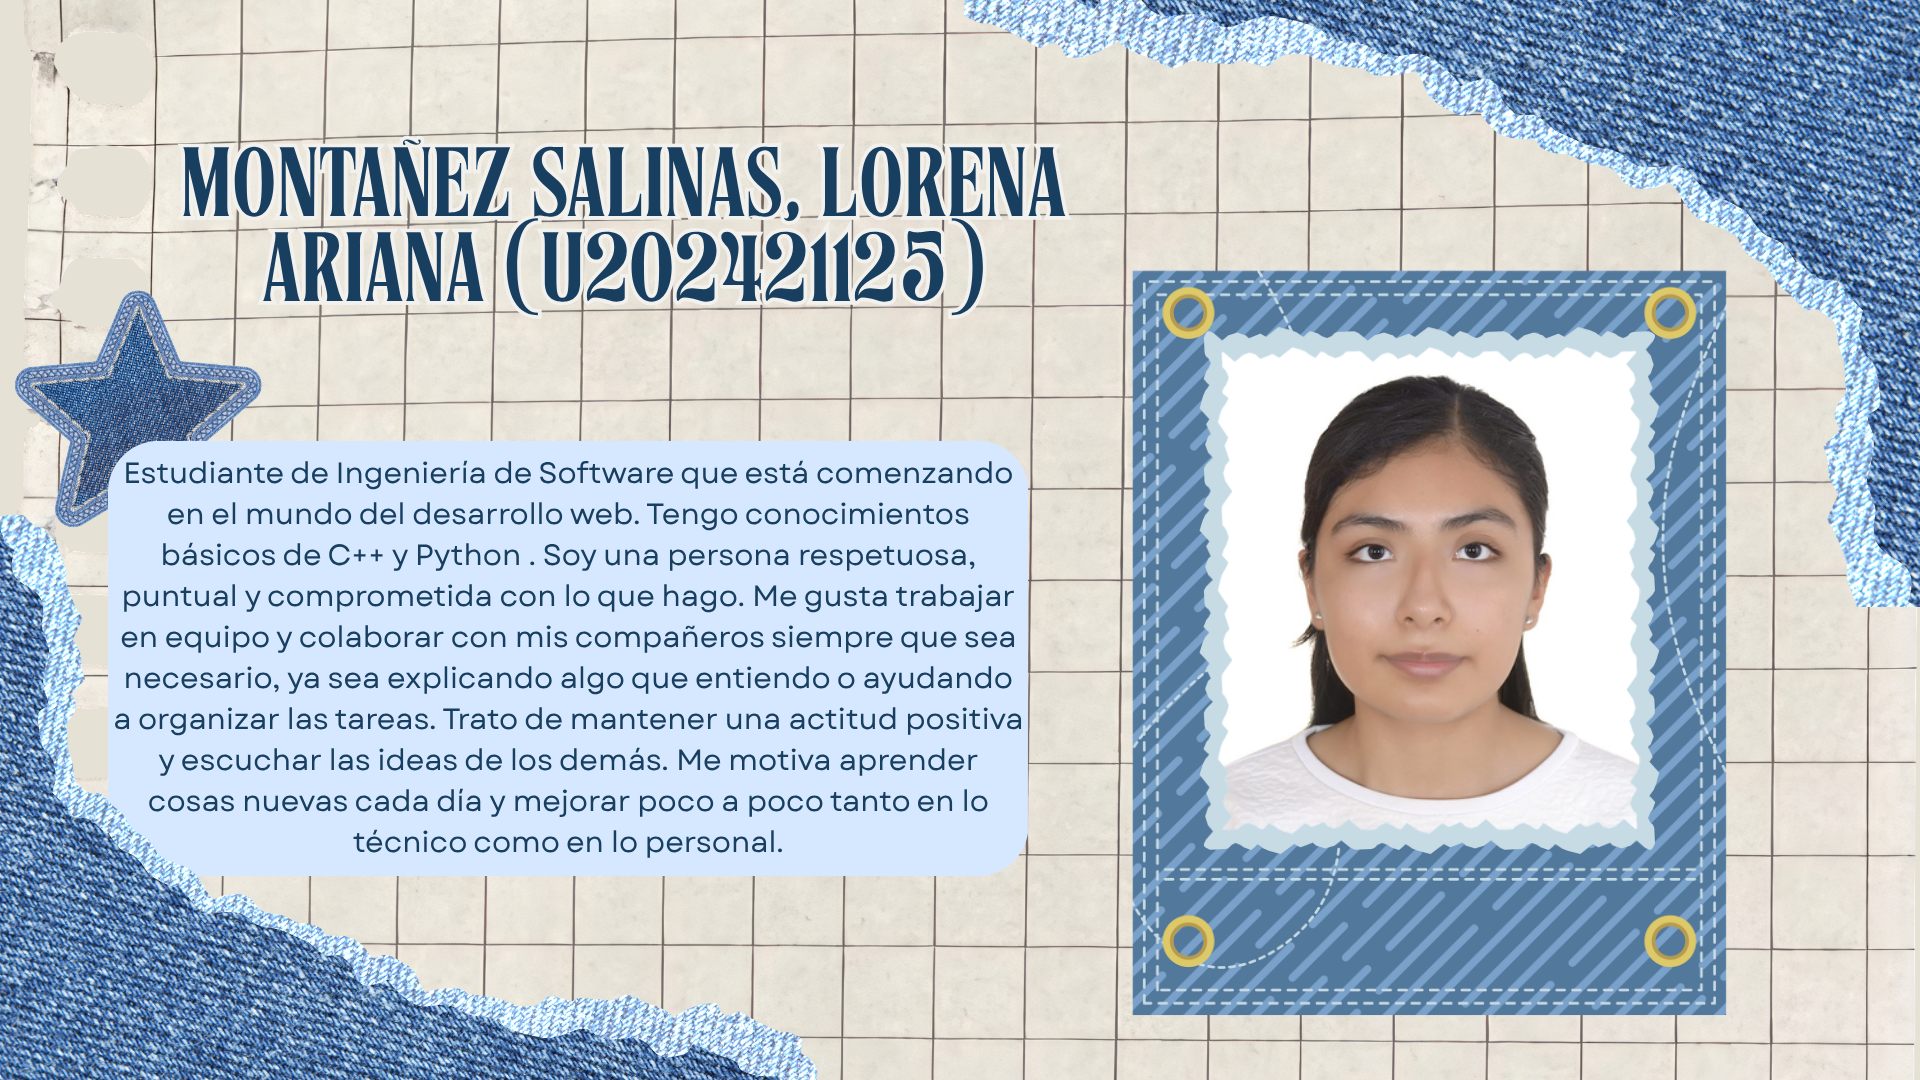 MONTAÑEZ SALINAS, LORENA
ARIANA (U202421125)
Estudiante de Ingeniería de Software que está comenzando
en el mundo del desarrollo web. Tengo conocimientos
básicos de C++ y Python . Soy una persona respetuosa,
puntual y comprometida con lo que hago. Me gusta trabajar
en equipo y colaborar con mis compañeros siempre que sea
necesario, ya sea explicando algo que entiendo o ayudando
a organizar las tareas. Trato de mantener una actitud positiva
y escuchar las ideas de los demás. Me motiva aprender
cosas nuevas cada día y mejorar poco a poco tanto en lo
técnico como en lo personal.